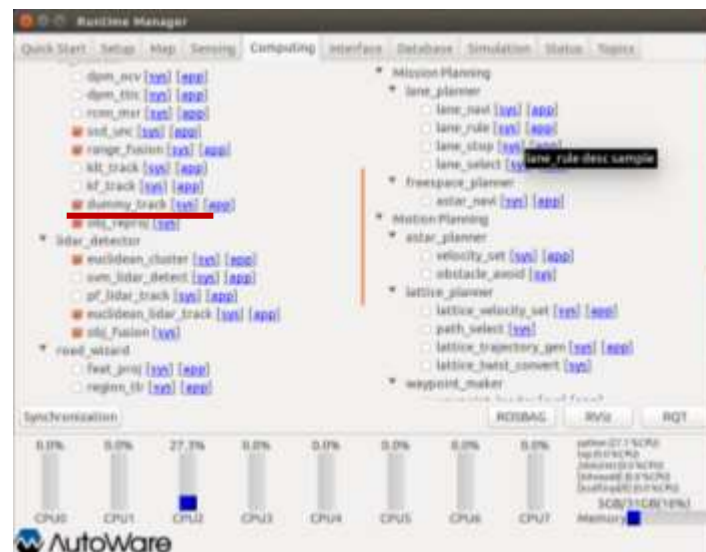 Runtime Manager
Quick Start Setup Map Sensing Computing Interface Database Simulation Status Topics
dpm_ocv [sys] [app]
dpm_ttic [sys] [app]
rcnn_msr [sys] [app]
ssd_unc [sys] [app]
range_fusion [sys] [app]
klt_track [sys] [app]
kf_track [sys] [app]
dummy_track [sys] [app]
obj_reproj [sys]
lidar_detector
euclidean_cluster [sys] [app]
svm_lidar_detect [sys] [app]
pf_lidar_track [sys] [app]
euclidean_lidar_track [sys] [app]
obj_fusion [sys]
road_wizard
feat_proj [sys] [app]
region_tlr [sys] [app]
Mission Planning
lane_planner
lane_navi [sys] [app]
lane_rule [sys] [app]
lane_stop [sys]
lane_select
lane_rule desc sample
freespace_planner
astar_navi [sys] [app]
Motion Planning
astar_planner
velocity_set [sys] [app]
obstacle_avoid [sys]
lattice_planner
lattice_velocity_set [sys] [app]
path_select [sys]
lattice_trajectory_gen [sys] [app]
lattice_twist_convert [sys]
waypoint_maker
Synchronization
ROSBAG RViz RQT
0.0% 0.0% 27.3% 0.0% 0.0% 0.0% 0.0% 0.0%
CPU0 CPU1 CPU2 CPU3 CPU4 CPU5 CPU6 CPU7
5GB/31GB(16%)
Memory
AutoWare